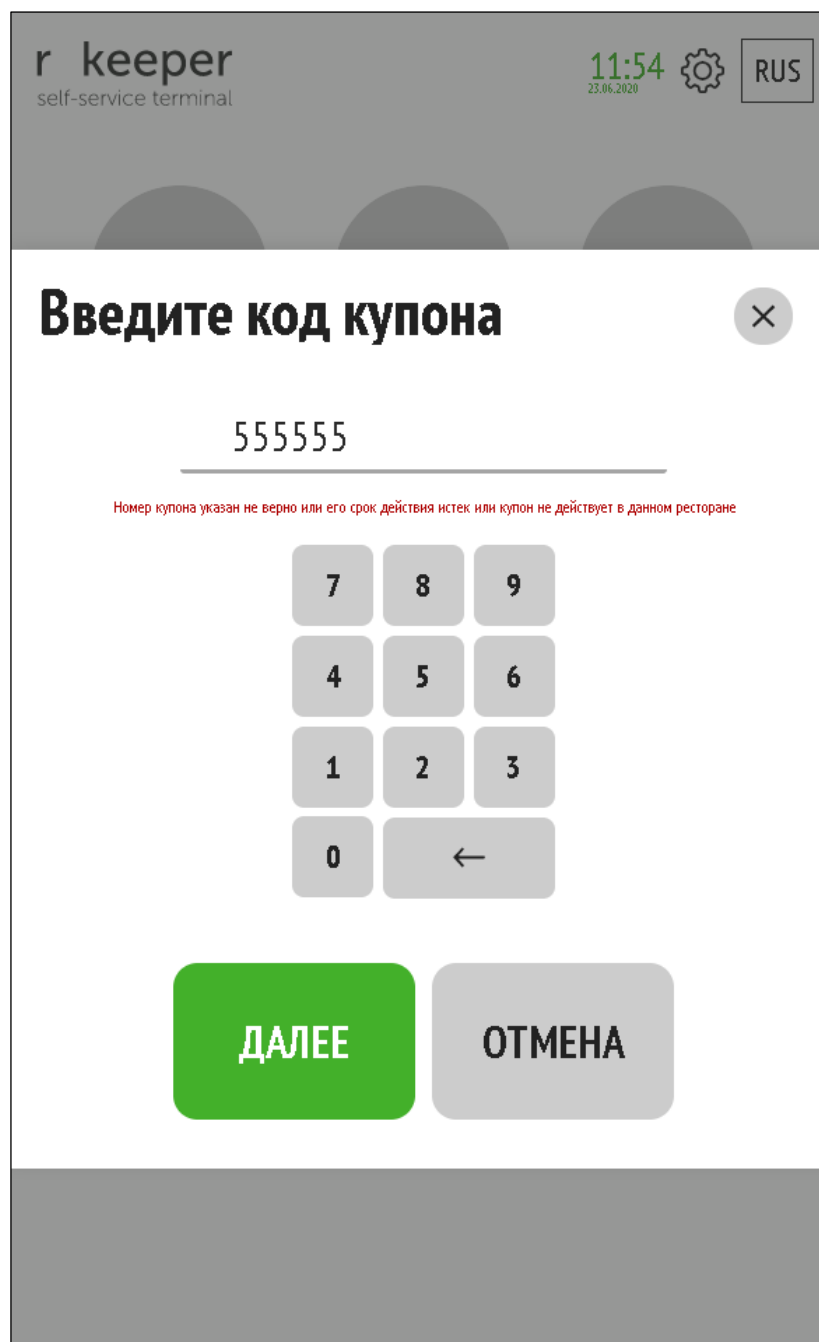 r keeper
self-service terminal
11:54
23.06.2020
RUS
Введите код купона
555555
Номер купона указан не верно или его срок действия истек или купон не действует в данном ресторане
7 8 9
4 5 6
1 2 3
0 ←
ДАЛЕЕ ОТМЕНА